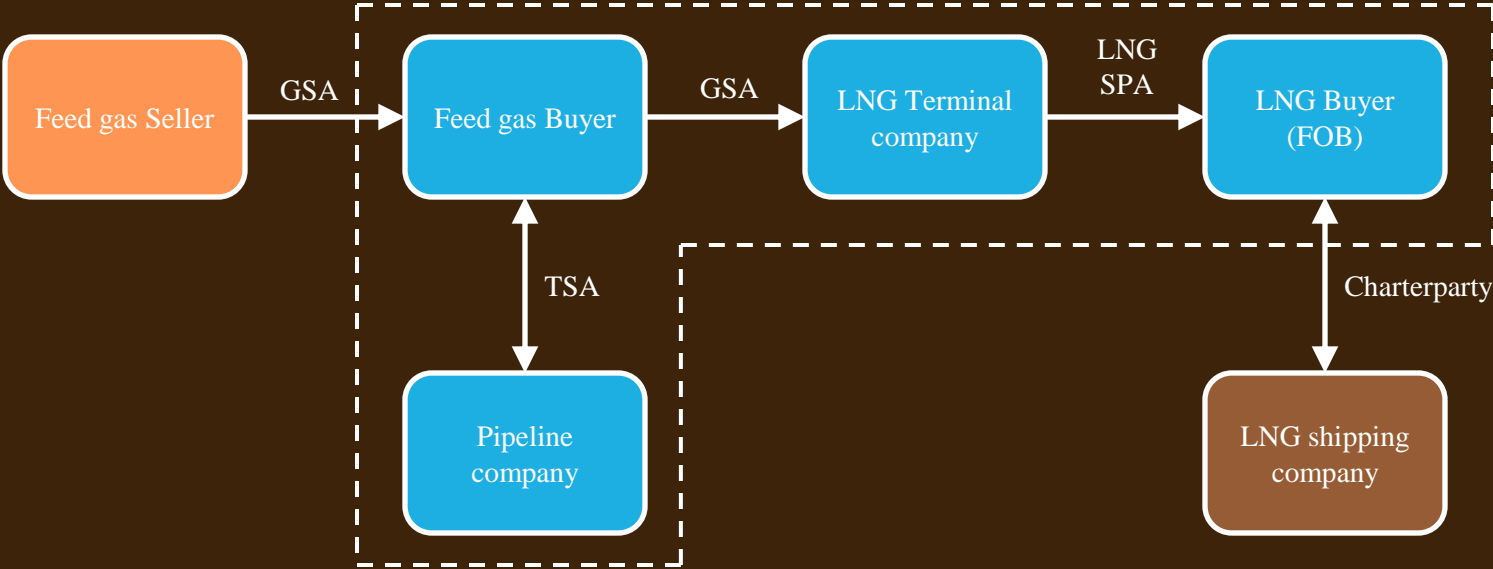 Feed gas Seller
GSA
Feed gas Buyer
GSA
LNG Terminal
company
LNG
SPA
LNG Buyer
(FOB)
TSA
Charterparty
Pipeline
company
LNG shipping
company